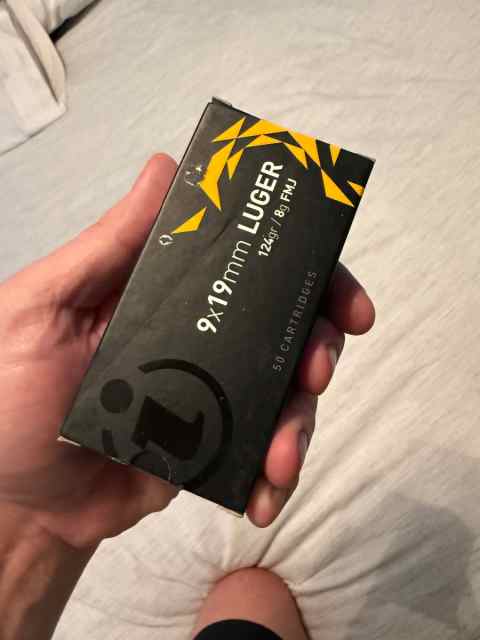 9x19mm LUGER
124gr / 8g FMJ
50 CARTRIDGES